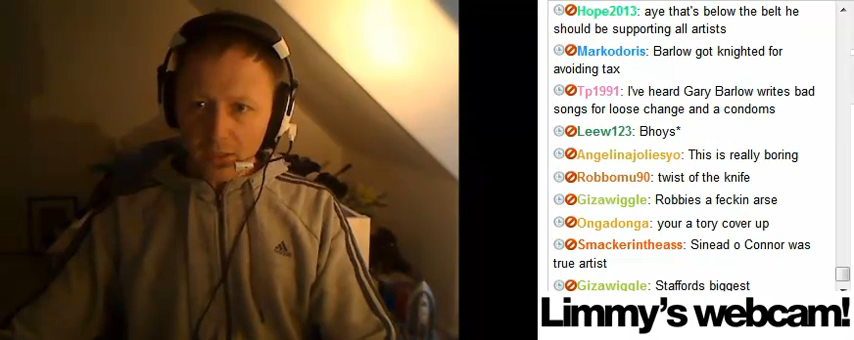 Hope2013: aye that's below the belt he
should be supporting all artists
Markodoris: Barlow got knighted for
avoiding tax
Tp1991: I've heard Gary Barlow writes bad
songs for loose change and a condoms
Leew123: Bhoys*
Angelinajoliesyo: This is really boring
Robbomu90: twist of the knife
Gizawiggle: Robbies a feckin arse
Ongadonga: your a tory cover up
Smackerintheass: Sinead o Connor was
true artist
Gizawiggle: Staffords biggest
Limmy's webcam!
adidas